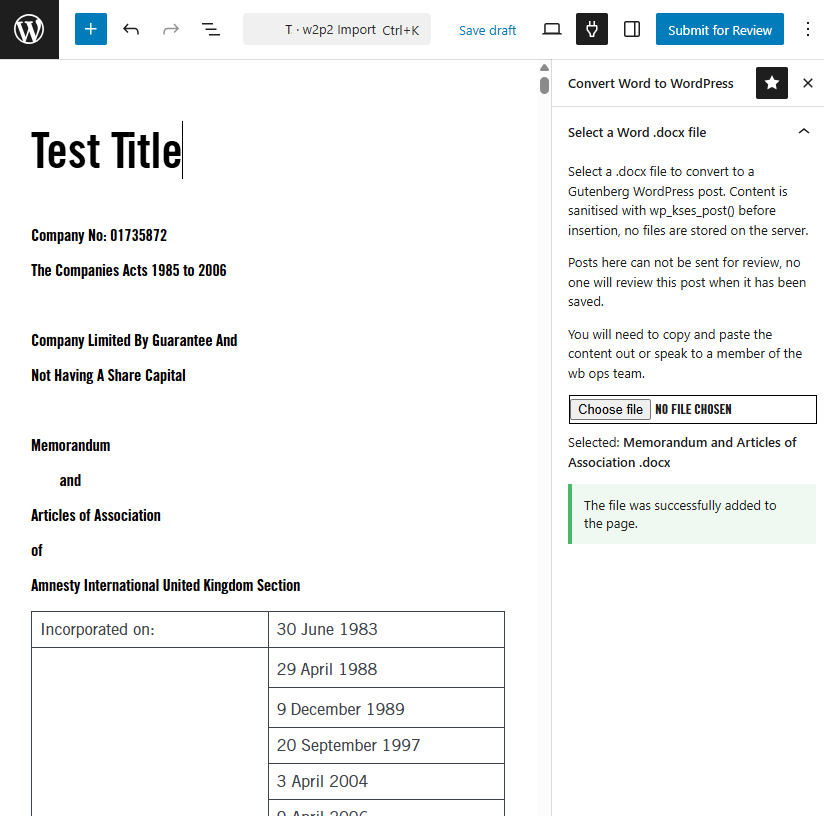 T · w2p2 Import Ctrl+K
Save draft
Submit for Review
Test Title
Company No: 01735872
The Companies Acts 1985 to 2006
Company Limited By Guarantee And
Not Having A Share Capital
Memorandum
and
Articles of Association
of
Amnesty International United Kingdom Section
Incorporated on: 30 June 1983
29 April 1988
9 December 1989
20 September 1997
3 April 2004
Convert Word to WordPress
Select a Word .docx file
Select a .docx file to convert to a
Gutenberg WordPress post. Content is
sanitised with wp_kses_post() before
insertion, no files are stored on the server.
Posts here can not be sent for review, no
one will review this post when it has been
saved.
You will need to copy and paste the
content out or speak to a member of the
wb ops team.
Choose file NO FILE CHOSEN
Selected: Memorandum and Articles of
Association .docx
The file was successfully added to
the page.